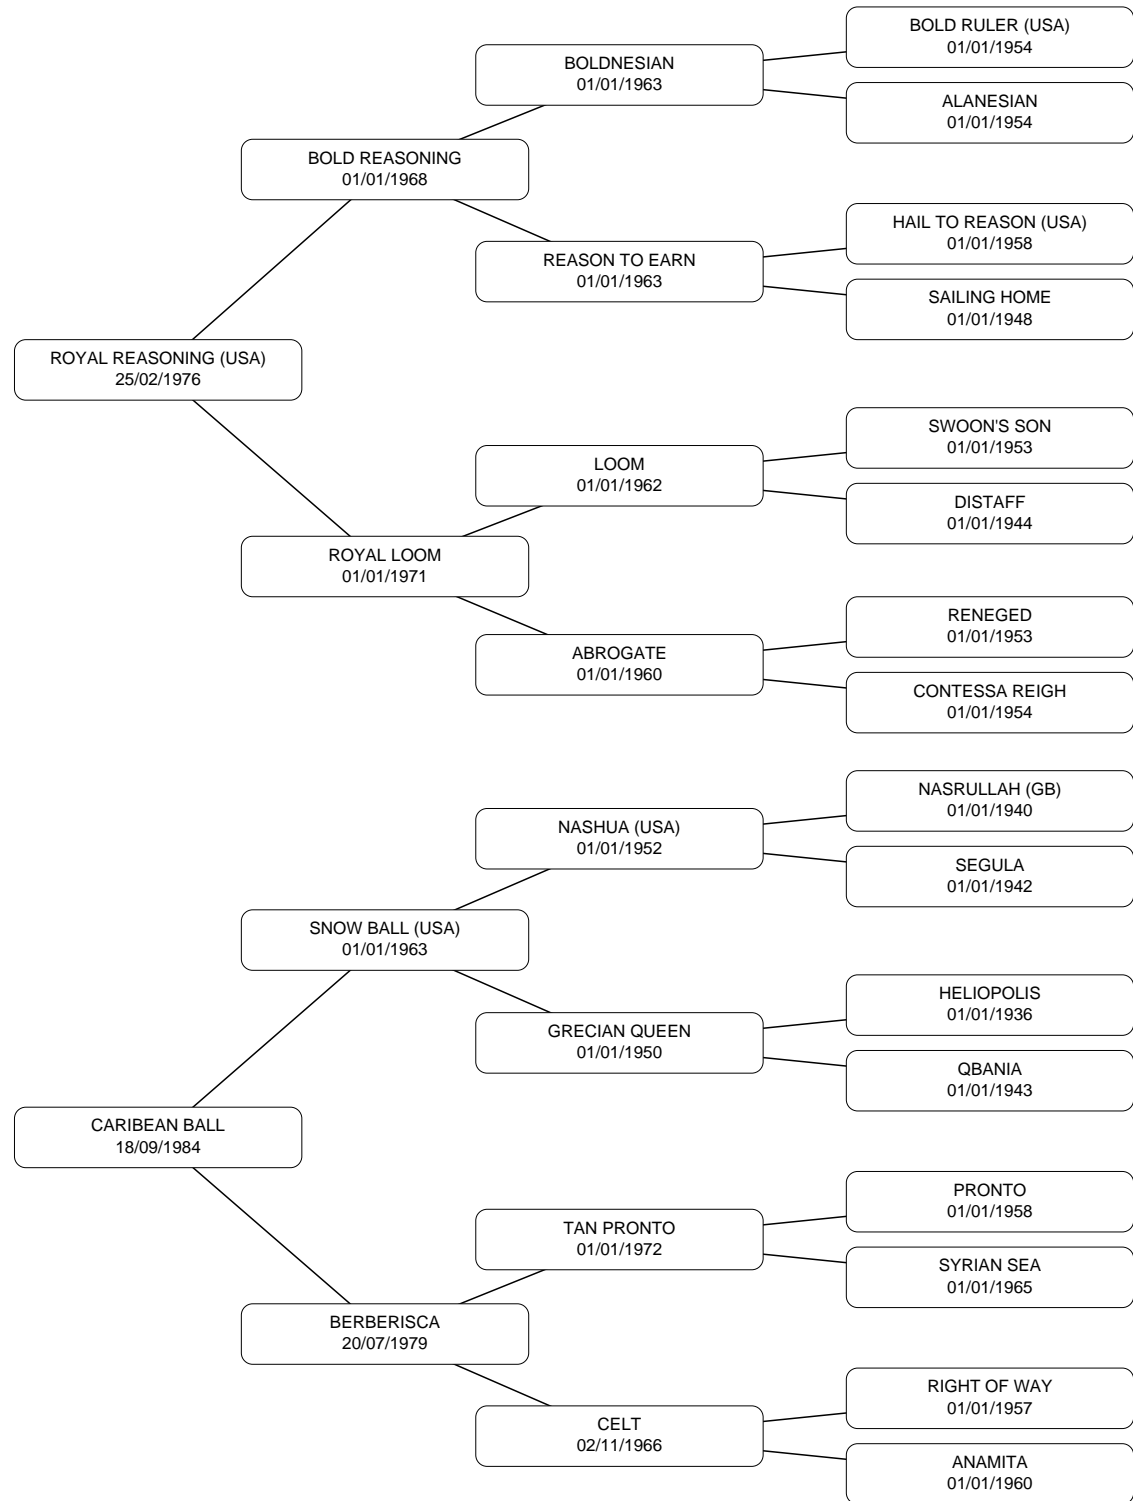 BOLD RULER (USA)
01/01/1954
BOLDNESIAN
01/01/1963
ALANESIAN
01/01/1954
BOLD REASONING
01/01/1968
HAIL TO REASON (USA)
01/01/1958
REASON TO EARN
01/01/1963
SAILING HOME
01/01/1948
ROYAL REASONING (USA)
25/02/1976
SWOON'S SON
01/01/1953
LOOM
01/01/1962
DISTAFF
01/01/1944
ROYAL LOOM
01/01/1971
RENEGED
01/01/1953
ABROGATE
01/01/1960
CONTESSA REIGH
01/01/1954
NASRULLAH (GB)
01/01/1940
NASHUA (USA)
01/01/1952
SEGULA
01/01/1942
SNOW BALL (USA)
01/01/1963
HELIOPOLIS
01/01/1936
GRECIAN QUEEN
01/01/1950
QBANIA
01/01/1943
CARIBEAN BALL
18/09/1984
PRONTO
01/01/1958
TAN PRONTO
01/01/1972
SYRIAN SEA
01/01/1965
BERBERISCA
20/07/1979
RIGHT OF WAY
01/01/1957
CELT
02/11/1966
ANAMITA
01/01/1960